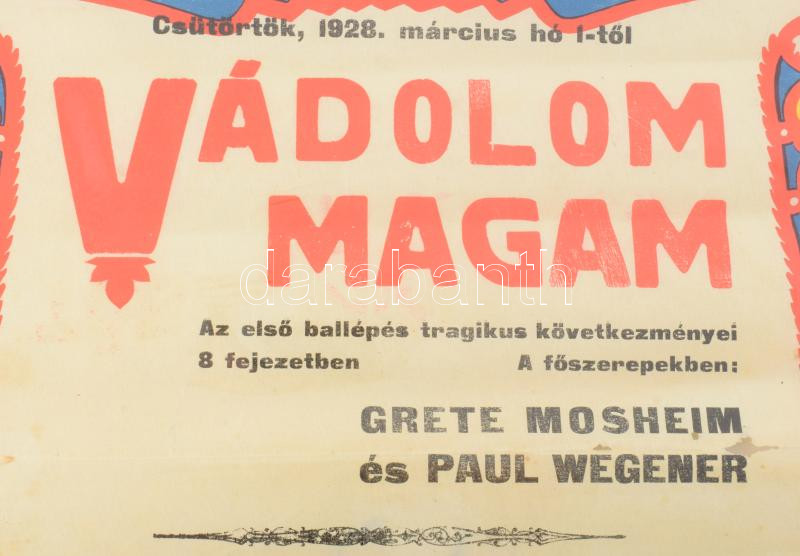 Csütörtök, 1928. március hó 1-től
VÁDOLOM
MAGAM
darabanth
Az első ballépés tragikus következményei
8 fejezetben A főszerepekben:
GRETE MOSHEIM
és PAUL WEGENER